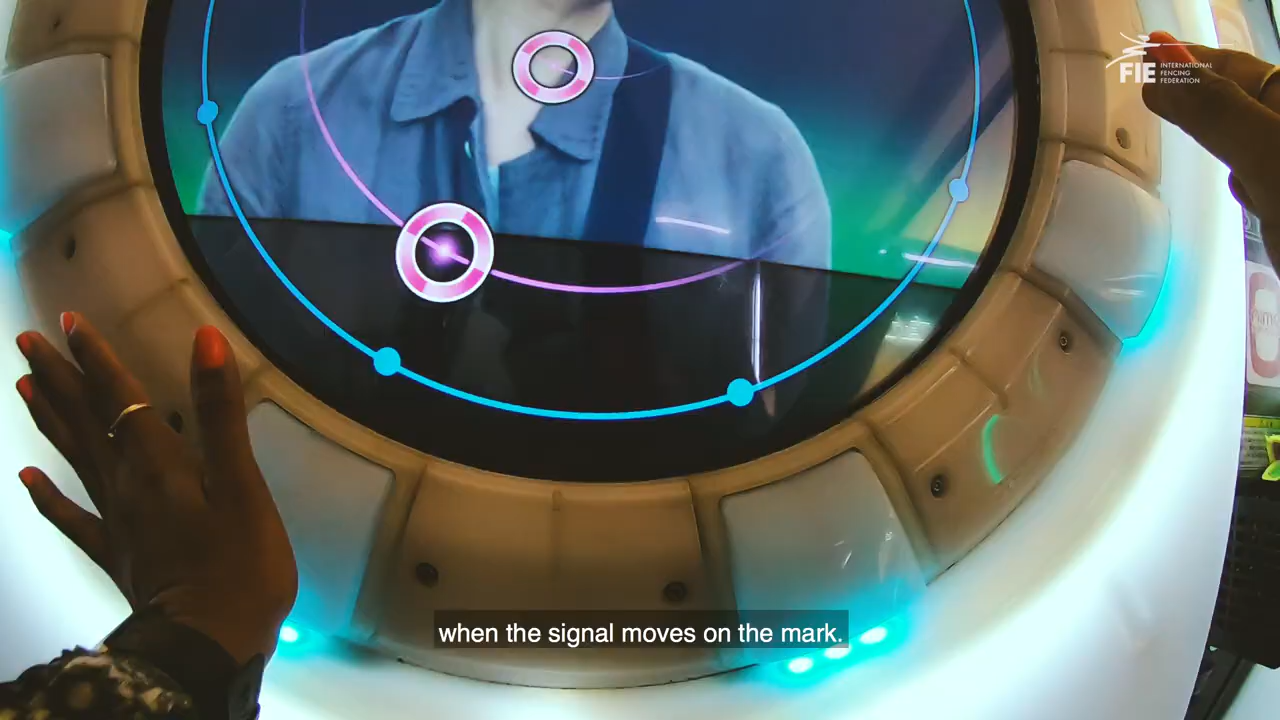 FIE
INTERNATIONAL
FENCING
FEDERATION
when the signal moves on the mark.